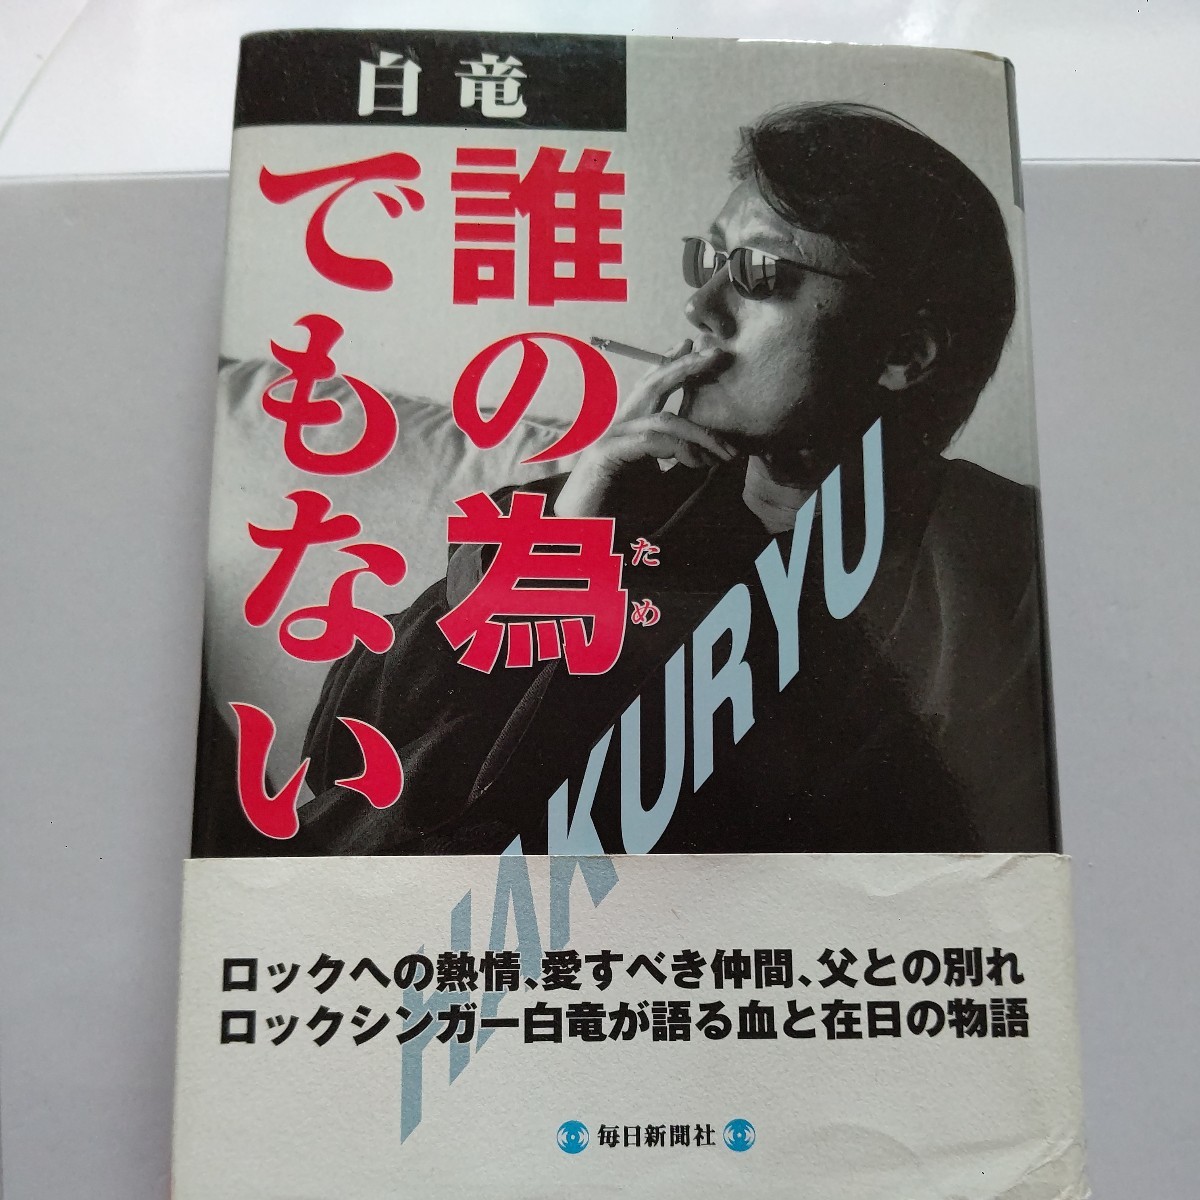 白竜
誰の為
ため
でもない
HAKURYU
ロックへの熱情、愛すべき仲間、父との別れ
ロックシンガー白竜が語る血と在日の物語
毎日新聞社